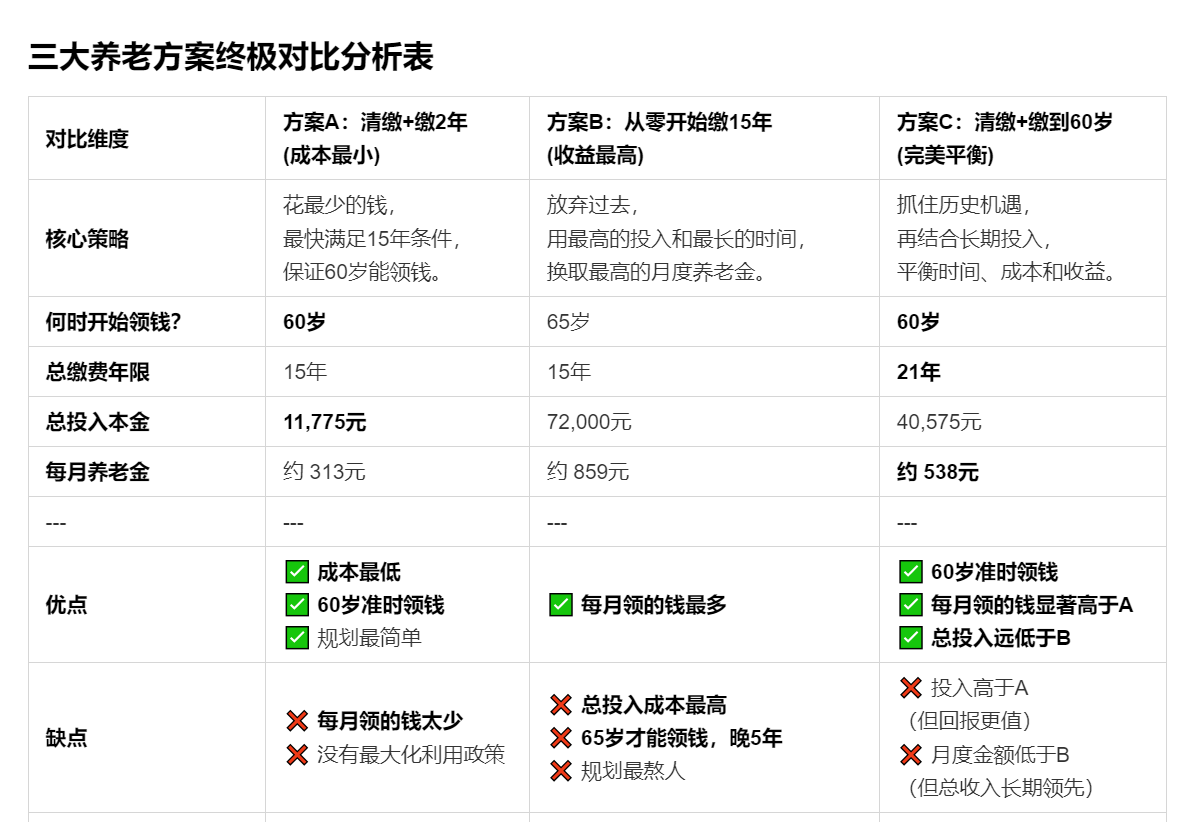 三大养老方案终极对比分析表
对比维度
方案A：清缴+缴2年
(成本最小)
方案B：从零开始缴15年
(收益最高)
方案C：清缴+缴到60岁
(完美平衡)
核心策略
花最少的钱，
最快满足15年条件，
保证60岁能领钱。
放弃过去，
用最高的投入和最长的时间，
换取最高的月度养老金。
抓住历史机遇，
再结合长期投入，
平衡时间、成本和收益。
何时开始领钱?
60岁
65岁
60岁
总缴费年限
15年
15年
21年
总投入本金
11,775元
72,000元
40,575元
每月养老金
约 313元
约 859元
约 538元
---
---
---
---
优点
✅ 成本最低
✅ 60岁准时领钱
✅ 规划最简单
✅ 每月领的钱最多
✅ 60岁准时领钱
✅ 每月领的钱显著高于A
✅ 总投入远低于B
缺点
❌ 每月领的钱太少
❌ 没有最大化利用政策
❌ 总投入成本最高
❌ 65岁才能领钱，晚5年
❌ 规划最熬人
❌ 投入高于A
（但回报更值）
❌ 月度金额低于B
（但总收入长期领先）